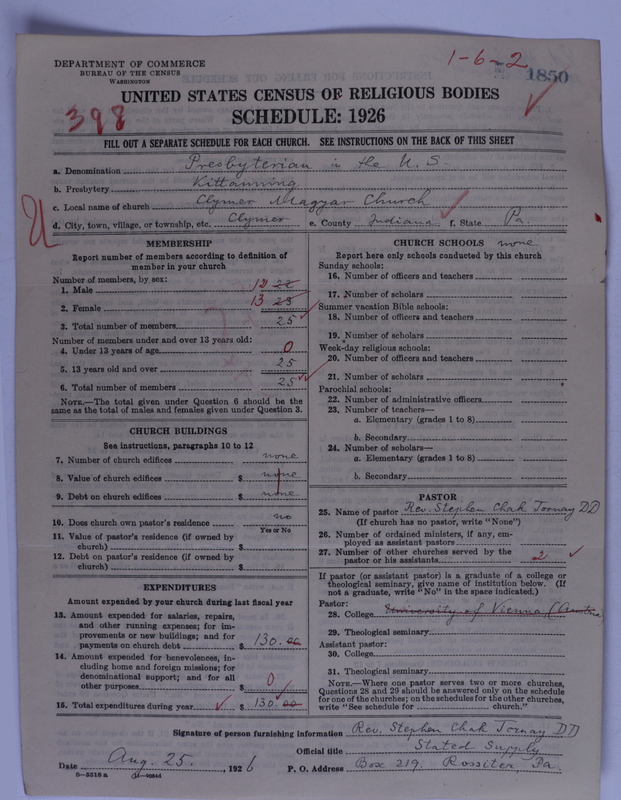 DEPARTMENT OF COMMERCE
BUREAU OF THE CENSUS
WASHINGTON
1-6-2
1850
UNITED STATES CENSUS OF RELIGIOUS BODIES
398
SCHEDULE: 1926
FILL OUT A SEPARATE SCHEDULE FOR EACH CHURCH. SEE INSTRUCTIONS ON THE BACK OF THIS SHEET
a. Denomination Presbyterian in the U.S.
b. Presbytery Kittanning
c. Local name of church Clymer Magyar Church
d. City, town, village, or township, etc. Clymer e. County Indiana f. State Pa.
MEMBERSHIP
Report number of members according to definition of
member in your church
Number of members, by sex:
1. Male 12 22
2. Female 13 23
3. Total number of members 25
Number of members under and over 13 years old:
4. Under 13 years of age 0
5. 13 years old and over 25
6. Total number of members 25
NOTE.—The total given under Question 6 should be the
same as the total of males and females given under Question 3.
CHURCH BUILDINGS
See instructions, paragraphs 10 to 12
7. Number of church edifices none
8. Value of church edifices $ none
9. Debt on church edifices $ none
10. Does church own pastor's residence no
Yes or No
11. Value of pastor's residence (if owned by
church) $
12. Debt on pastor's residence (if owned by
church) $
EXPENDITURES
Amount expended by your church during last fiscal year
13. Amount expended for salaries, repairs,
and other running expenses; for im-
provements or new buildings; and for
payments on church debt $ 130.00
14. Amount expended for benevolences, in-
cluding home and foreign missions; for
denominational support; and for all
other purposes $ 0
15. Total expenditures during year $ 130.00
CHURCH SCHOOLS none
Report here only schools conducted by this church
Sunday schools:
16. Number of officers and teachers
17. Number of scholars
Summer vacation Bible schools:
18. Number of officers and teachers
19. Number of scholars
Week-day religious schools:
20. Number of officers and teachers
21. Number of scholars
Parochial schools:
22. Number of administrative officers
23. Number of teachers—
a. Elementary (grades 1 to 8)
b. Secondary
24. Number of scholars—
a. Elementary (grades 1 to 8)
b. Secondary
PASTOR
25. Name of pastor Rev. Stephen Chak Tornay DD
(If church has no pastor, write "None")
26. Number of ordained ministers, if any, em-
ployed as assistant pastors
27. Number of other churches served by the
pastor or his assistants 2
If pastor (or assistant pastor) is a graduate of a college or
theological seminary, give name of institution below. (If
not a graduate, write "No" in the space indicated.)
Pastor:
28. College University of Vienna (Austria
29. Theological seminary
Assistant pastor:
30. College
31. Theological seminary
NOTE.—Where one pastor serves two or more churches,
Questions 28 and 29 should be answered only on the schedule
for one of the churches; on the schedules for the other churches,
write "See schedule for church."
Signature of person furnishing information Rev. Stephen Chak Tornay DD
Official title Stated Supply
Date Aug. 25, 1926 P. O. Address Box 219. Rossiter, Pa.
8-5518 a